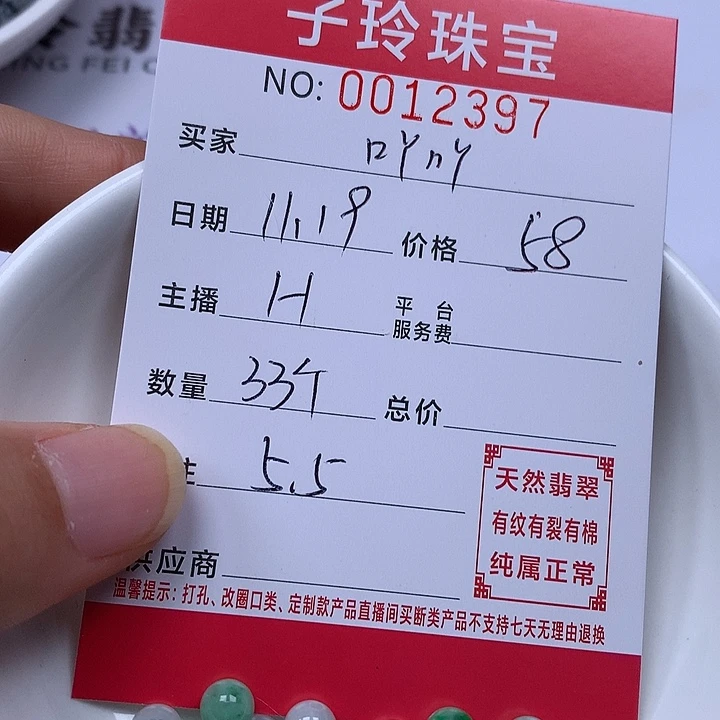 子玲珠宝
NO: 0012397
买家
日期 11.19 价格 58
主播 H 平台服务费
数量 33个 总价
注 5.5
供应商
天然翡翠
有纹有裂有棉
纯属正常
温馨提示：打孔、改圈口类、定制款产品直播间买断类产品不支持七天无理由退换